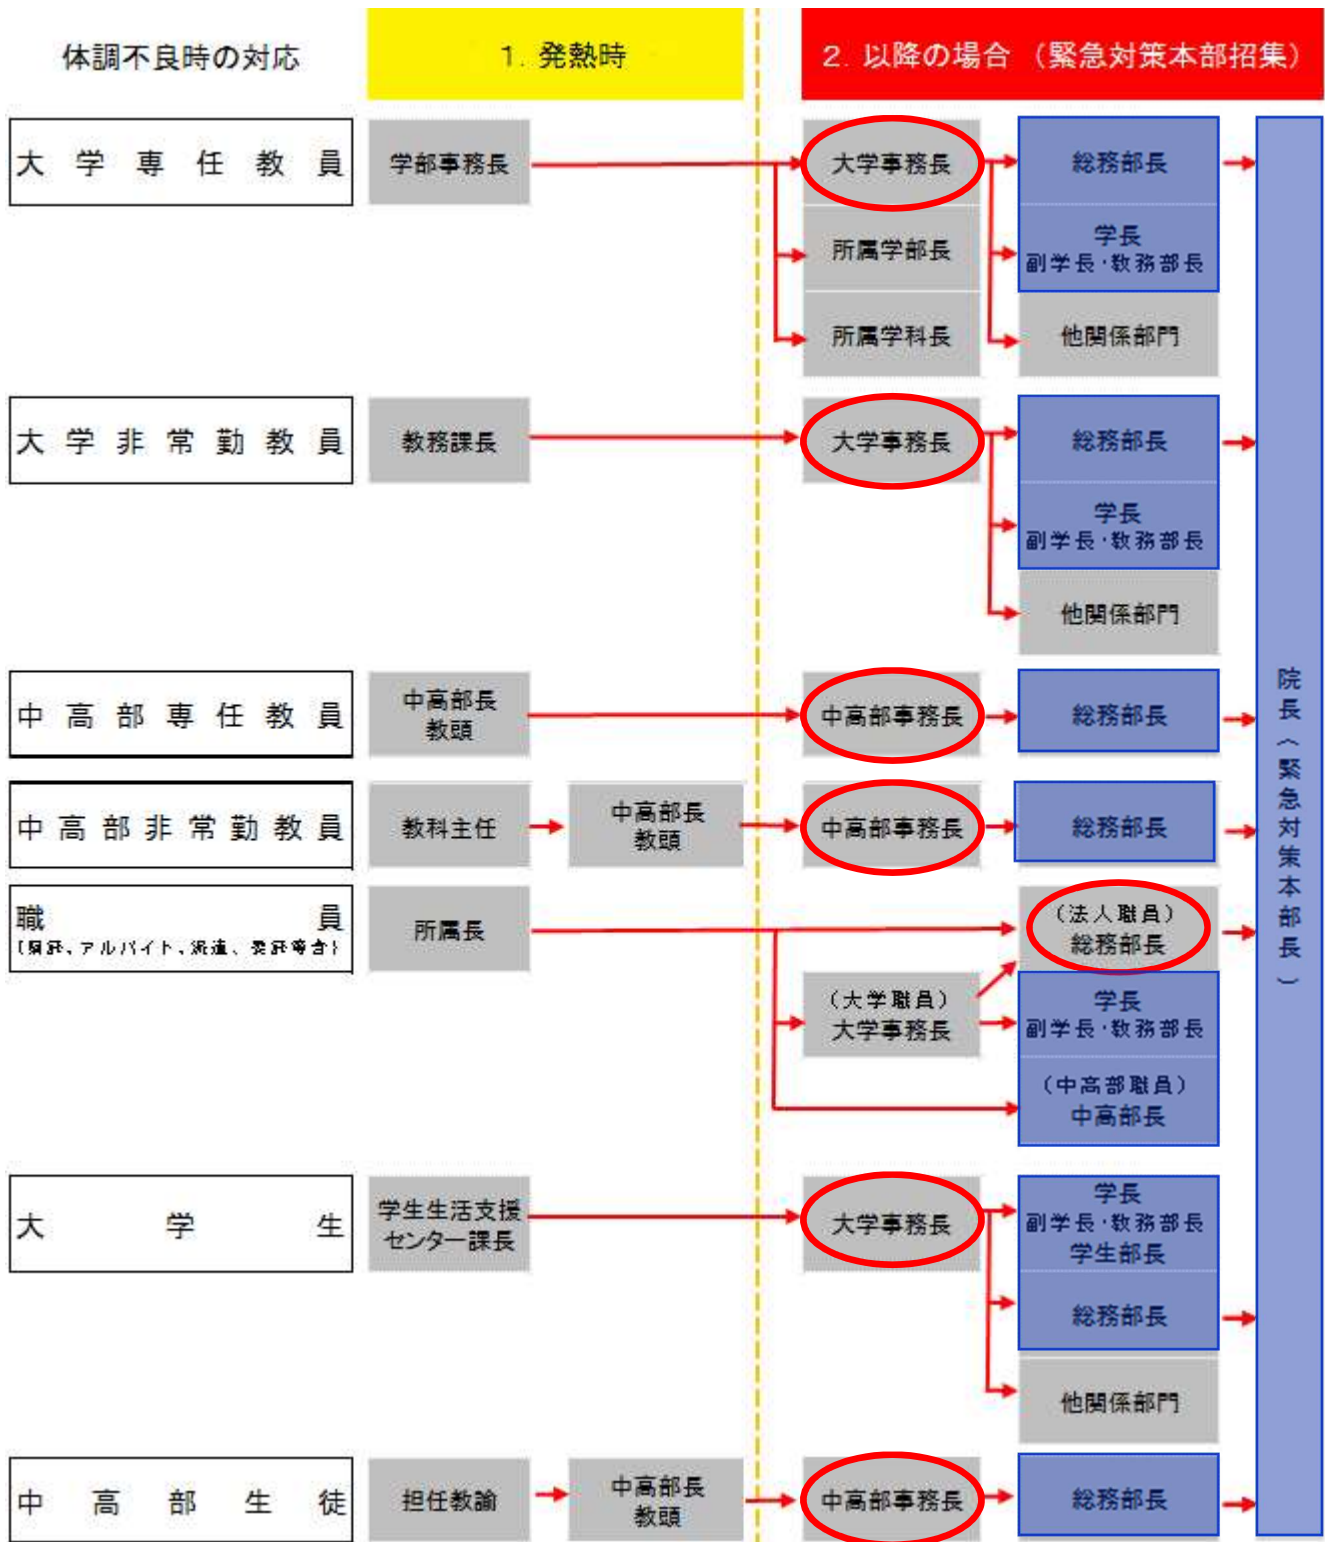 体調不良時の対応
1. 発熱時
2. 以降の場合 （緊急対策本部招集）
大学専任教員
学部事務長
大学事務長
総務部長
所属学部長
学長
副学長・教務部長
所属学科長
他関係部門
大学非常勤教員
教務課長
大学事務長
総務部長
学長
副学長・教務部長
他関係部門
中高部専任教員
中高部長
教頭
中高部事務長
総務部長
中高部非常勤教員
教科主任
中高部長
教頭
中高部事務長
総務部長
職員
所属長
（法人職員）
総務部長
（大学職員）
大学事務長
学長
副学長・教務部長
（中高部職員）
中高部長
大学生
学生生活支援
センター課長
大学事務長
学長
副学長・教務部長
学生部長
総務部長
他関係部門
中高部生徒
担任教諭
中高部長
教頭
中高部事務長
総務部長
院長（緊急対策本部長）